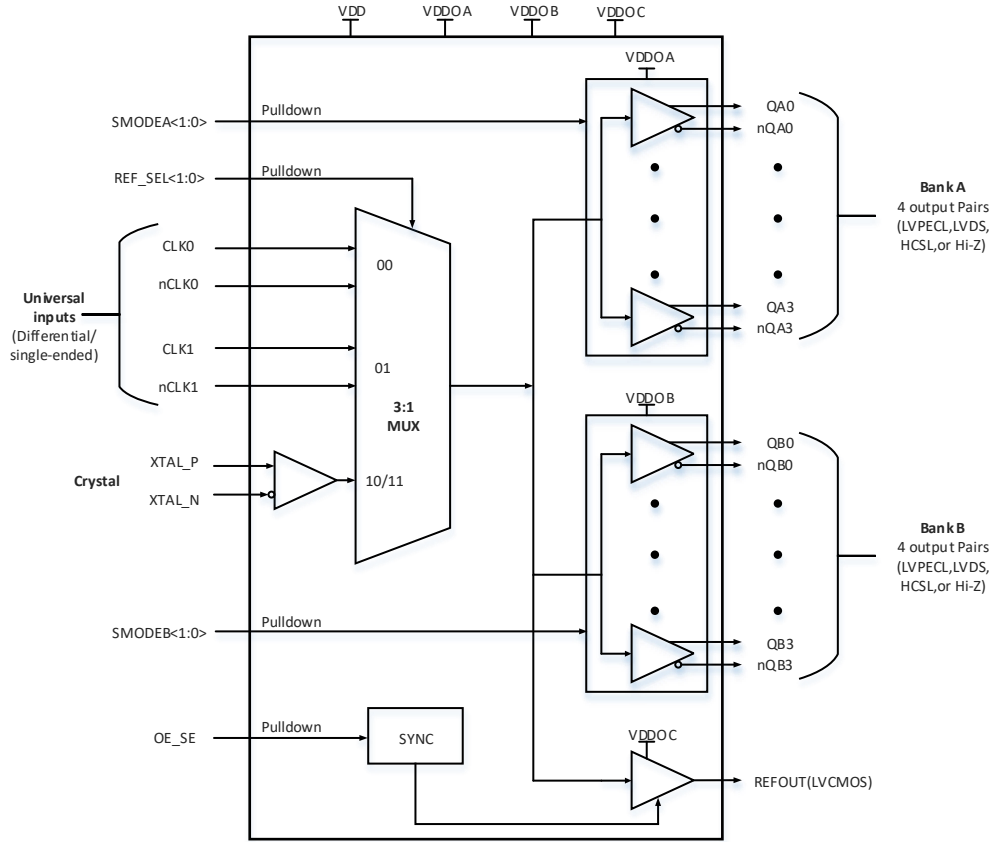 VDD
VDDOA
VDDOB
VDDOC
VDDOA
SMODEA<1:0>
Pulldown
REF_SEL<1:0>
Pulldown
Universal
inputs
(Differential/
single-ended)
CLK0
nCLK0
CLK1
nCLK1
00
01
3:1
MUX
10/11
Crystal
XTAL_P
XTAL_N
QA0
nQA0
QA3
nQA3
Bank A
4 output Pairs
(LVPECL,LVDS,
HCSL,or Hi-Z)
VDDOB
QB0
nQB0
QB3
nQB3
Bank B
4 output Pairs
(LVPECL,LVDS,
HCSL,or Hi-Z)
SMODEB<1:0>
Pulldown
OE_SE
Pulldown
SYNC
VDDOC
REFOUT(LVCMOS)